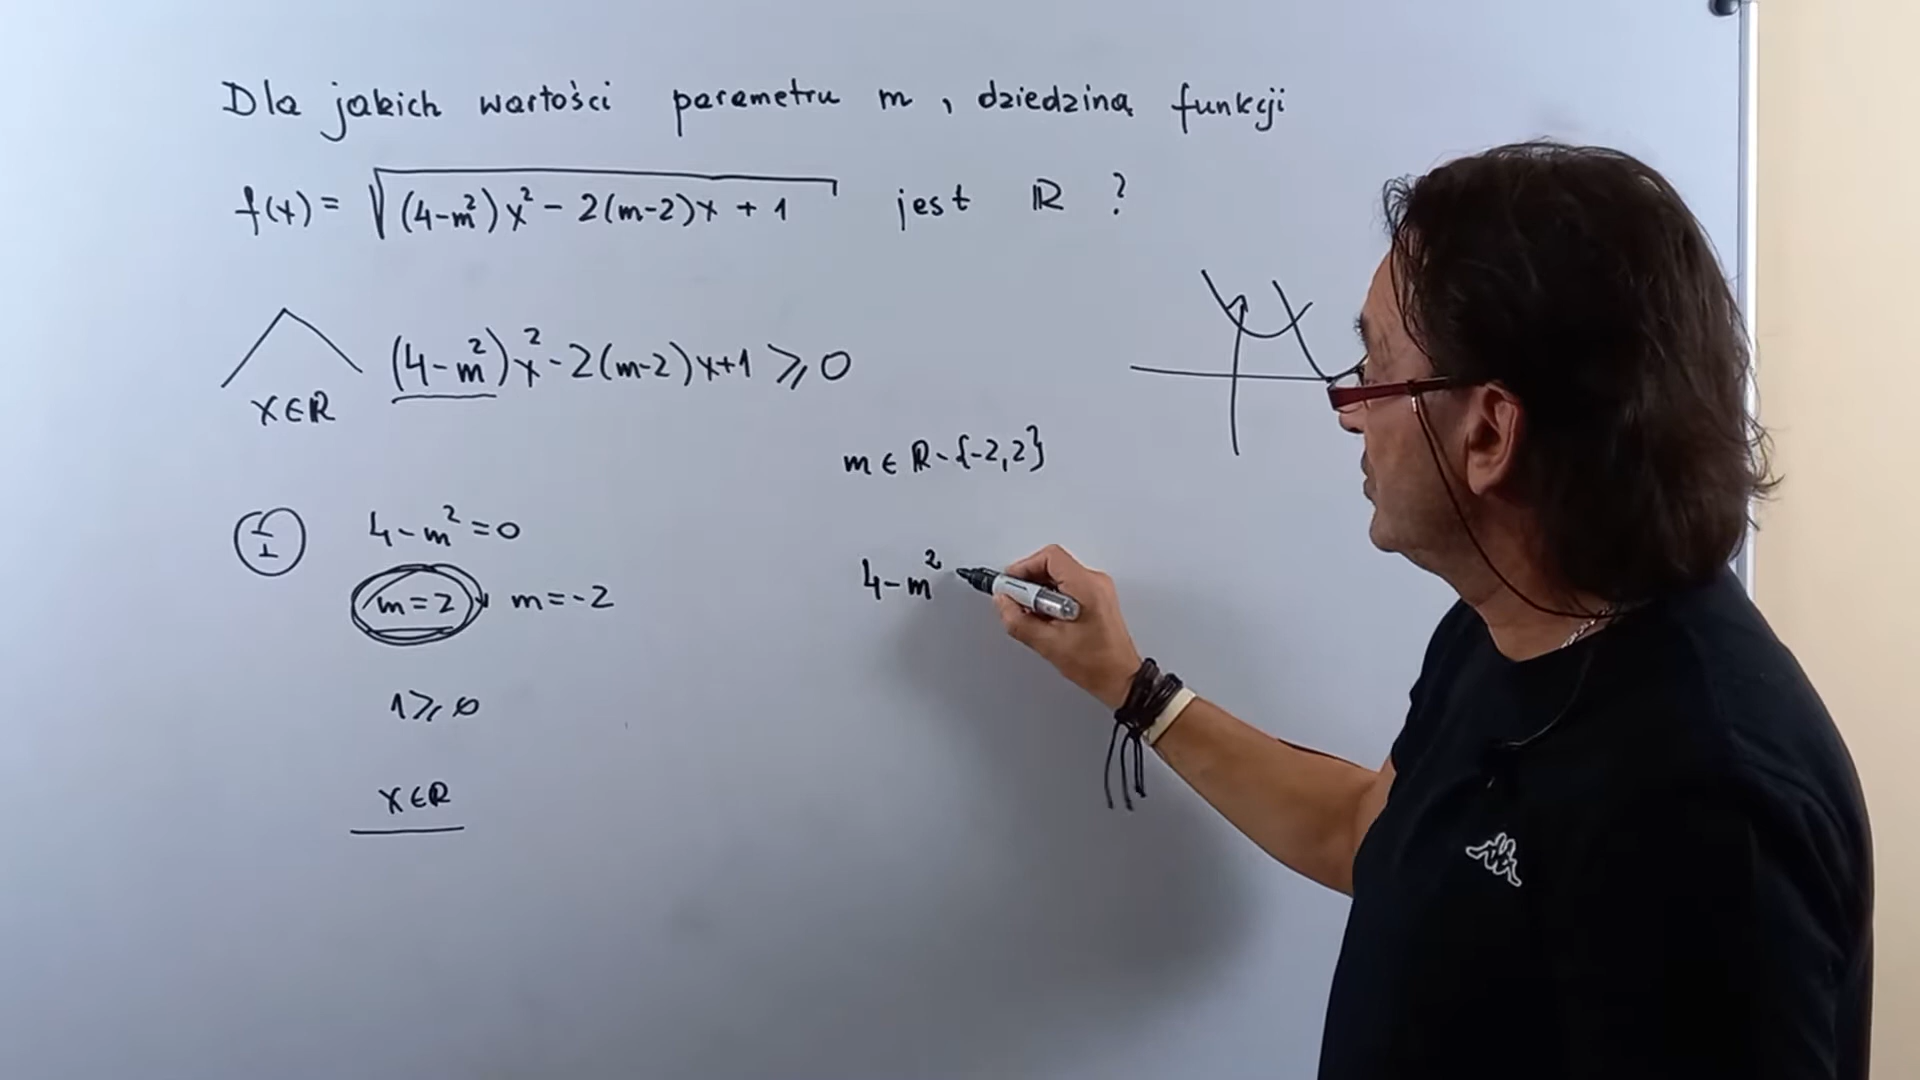 Dla jakich wartości parametru m, dziedziną funkcji
f(x) = √(4-m²)x² - 2(m-2)x + 1 jest ℝ ?
(4-m²)x² - 2(m-2)x+1 ⩾ 0
x∈ℝ
m ∈ ℝ - {-2,2}
1 4-m² = 0
m=2 ∨ m=-2
4-m²
1⩾0
x∈ℝ